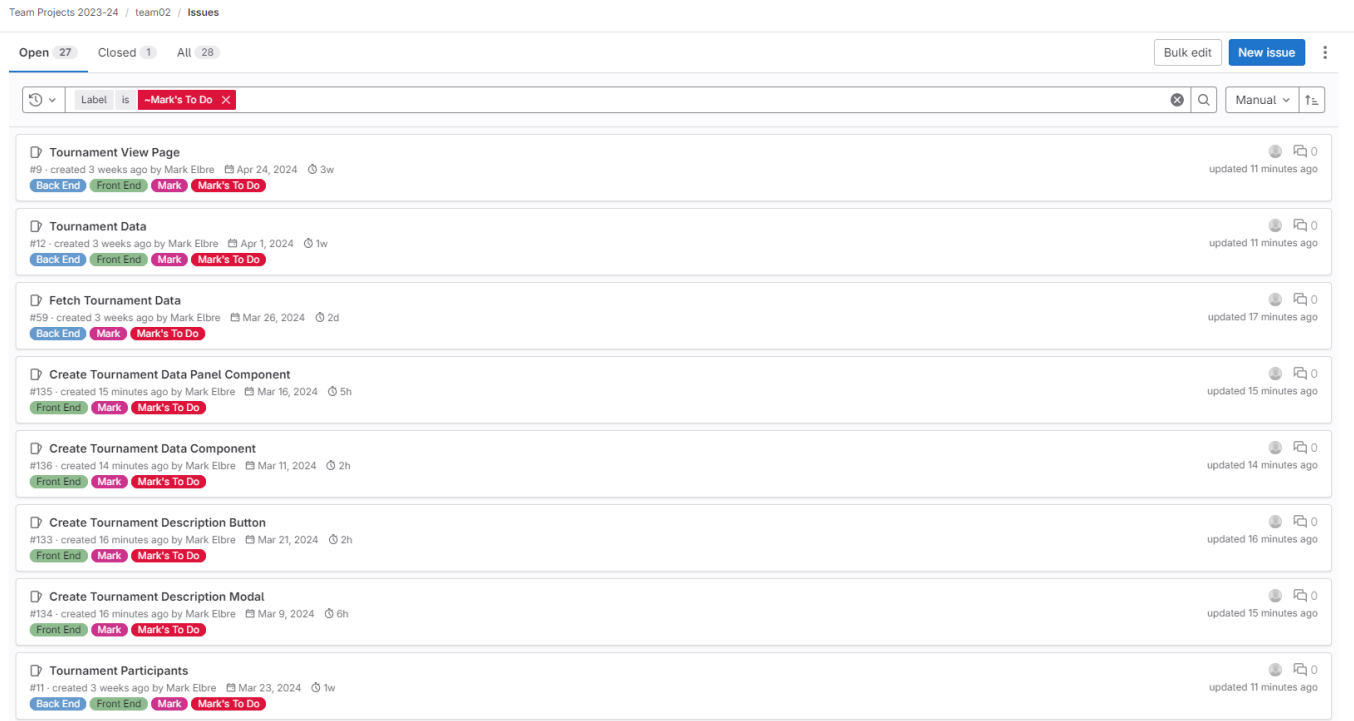 Team Projects 2023-24 / team02 / Issues
Open 27 Closed 1 All 28 Bulk edit New issue
Label is ~Mark's To Do Manual
Tournament View Page 0
#9 · created 3 weeks ago by Mark Elbre Apr 24, 2024 3w updated 11 minutes ago
Back End Front End Mark Mark's To Do
Tournament Data 0
#12 · created 3 weeks ago by Mark Elbre Apr 1, 2024 1w updated 11 minutes ago
Back End Front End Mark Mark's To Do
Fetch Tournament Data 0
#59 · created 3 weeks ago by Mark Elbre Mar 26, 2024 2d updated 17 minutes ago
Back End Mark Mark's To Do
Create Tournament Data Panel Component 0
#135 · created 15 minutes ago by Mark Elbre Mar 16, 2024 5h updated 15 minutes ago
Front End Mark Mark's To Do
Create Tournament Data Component 0
#136 · created 14 minutes ago by Mark Elbre Mar 11, 2024 2h updated 14 minutes ago
Front End Mark Mark's To Do
Create Tournament Description Button 0
#133 · created 16 minutes ago by Mark Elbre Mar 21, 2024 2h updated 16 minutes ago
Front End Mark Mark's To Do
Create Tournament Description Modal 0
#134 · created 16 minutes ago by Mark Elbre Mar 9, 2024 6h updated 15 minutes ago
Front End Mark Mark's To Do
Tournament Participants 0
#11 · created 3 weeks ago by Mark Elbre Mar 23, 2024 1w updated 11 minutes ago
Back End Front End Mark Mark's To Do